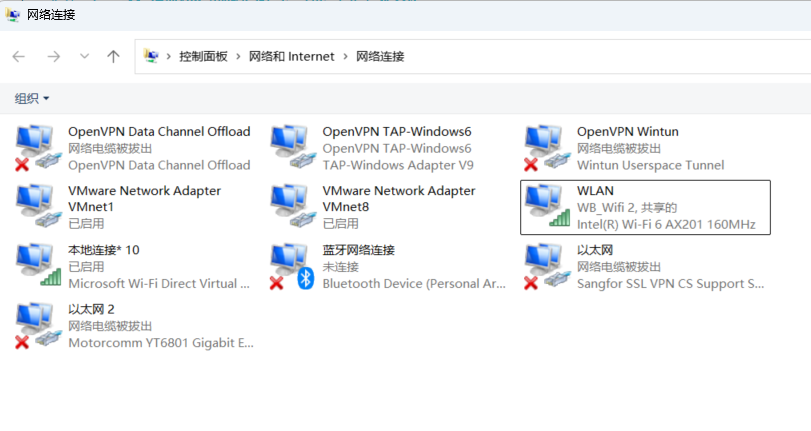 网络连接
控制面板 › 网络和 Internet › 网络连接
组织
OpenVPN Data Channel Offload
网络电缆被拔出
OpenVPN Data Channel Offload
OpenVPN TAP-Windows6
OpenVPN TAP-Windows6
TAP-Windows Adapter V9
OpenVPN Wintun
网络电缆被拔出
Wintun Userspace Tunnel
VMware Network Adapter
VMnet1
已启用
VMware Network Adapter
VMnet8
已启用
WLAN
WB_Wifi 2, 共享的
Intel(R) Wi-Fi 6 AX201 160MHz
本地连接* 10
已启用
Microsoft Wi-Fi Direct Virtual ...
蓝牙网络连接
未连接
Bluetooth Device (Personal Ar...
以太网
网络电缆被拔出
Sangfor SSL VPN CS Support S...
以太网 2
网络电缆被拔出
Motorcomm YT6801 Gigabit E...